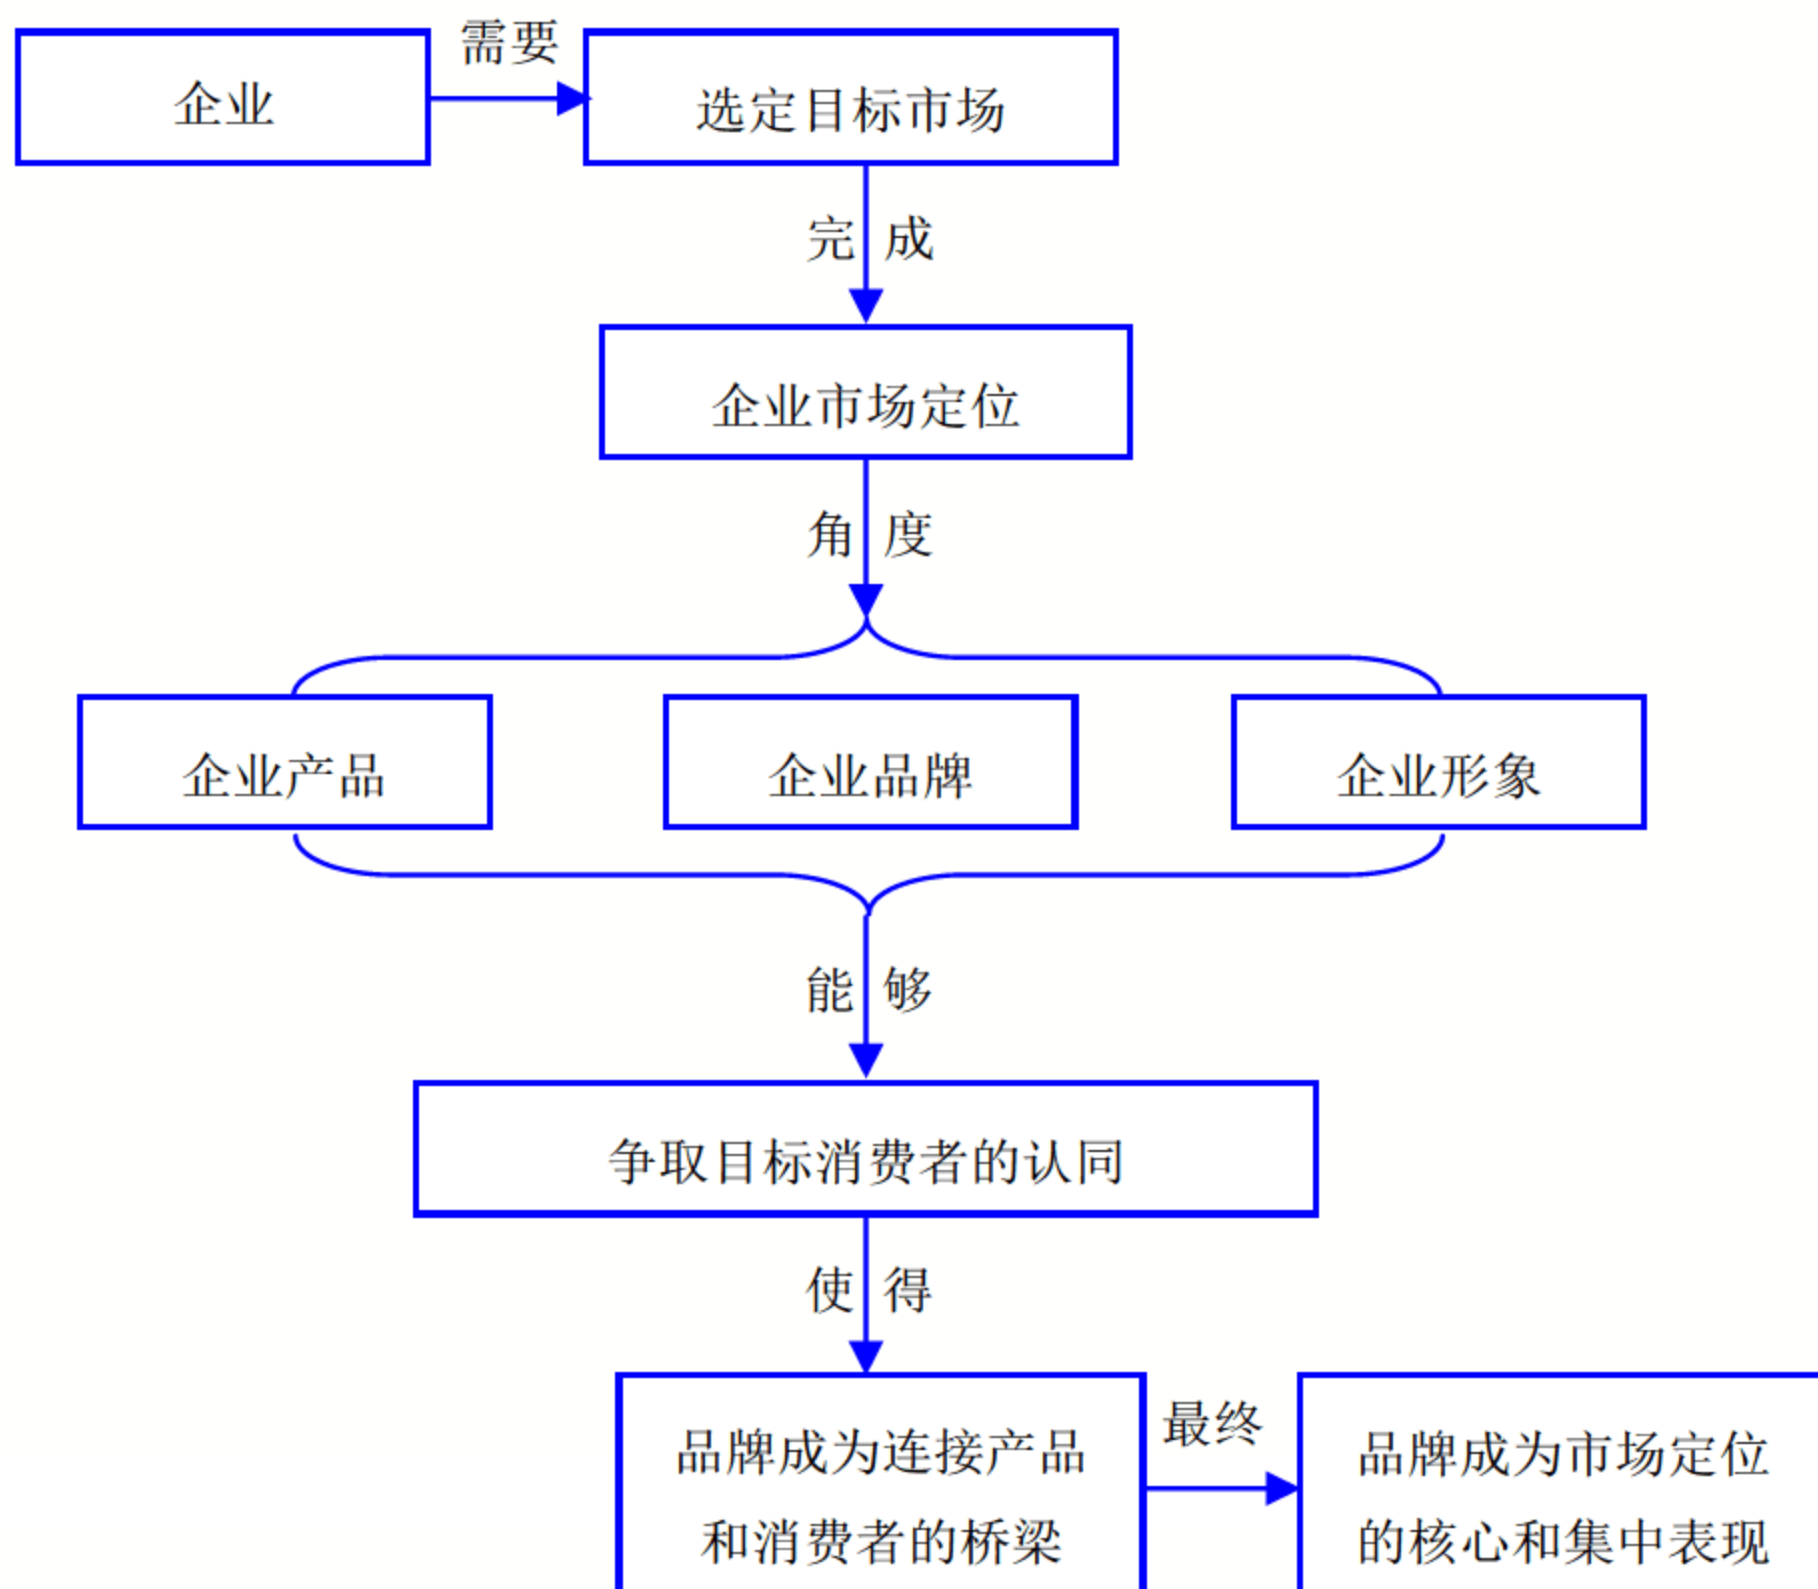 需要
企业
选定目标市场
完成
企业市场定位
角度
企业产品
企业品牌
企业形象
能够
争取目标消费者的认同
使得
品牌成为连接产品
和消费者的桥梁
最终
品牌成为市场定位
的核心和集中表现